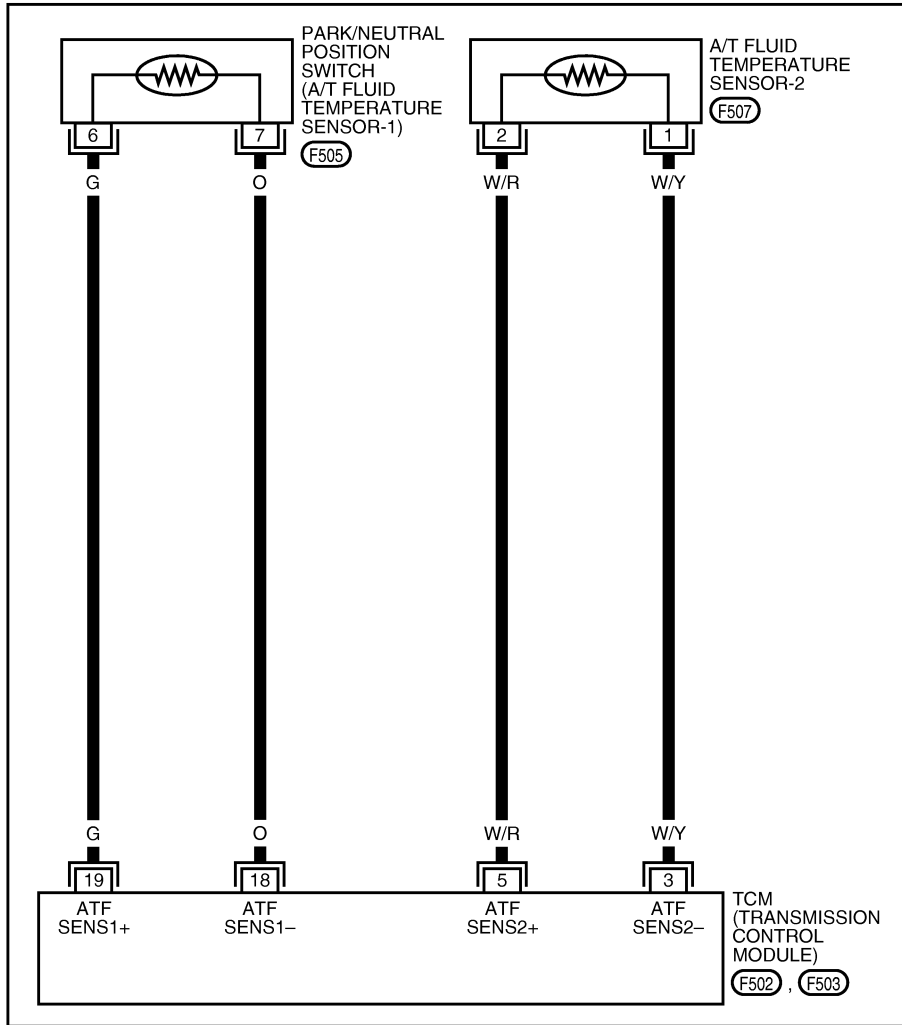 PARK/NEUTRAL
POSITION
SWITCH
(A/T FLUID
TEMPERATURE
SENSOR-1)
F505
A/T FLUID
TEMPERATURE
SENSOR-2
F507
6 7 2 1
G O W/R W/Y
G O W/R W/Y
19 18 5 3
ATF
SENS1+
ATF
SENS1–
ATF
SENS2+
ATF
SENS2–
TCM
(TRANSMISSION
CONTROL
MODULE)
F502 , F503